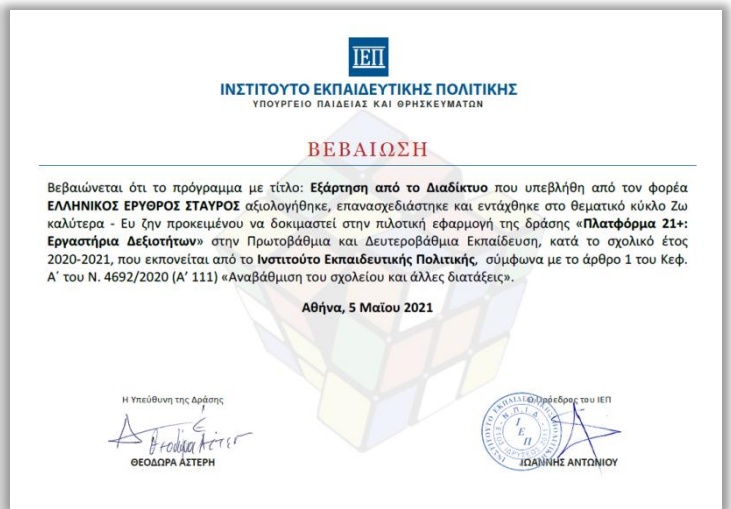 ΙΕΠ
ΙΝΣΤΙΤΟΥΤΟ ΕΚΠΑΙΔΕΥΤΙΚΗΣ ΠΟΛΙΤΙΚΗΣ
ΥΠΟΥΡΓΕΙΟ ΠΑΙΔΕΙΑΣ ΚΑΙ ΘΡΗΣΚΕΥΜΑΤΩΝ
ΒΕΒΑΙΩΣΗ
Βεβαιώνεται ότι το πρόγραμμα με τίτλο: Εξάρτηση από το Διαδίκτυο που υπεβλήθη από τον φορέα
ΕΛΛΗΝΙΚΟΣ ΕΡΥΘΡΟΣ ΣΤΑΥΡΟΣ αξιολογήθηκε, επανασχεδιάστηκε και εντάχθηκε στο θεματικό κύκλο Ζω
καλύτερα - Ευ ζην προκειμένου να δοκιμαστεί στην πιλοτική εφαρμογή της δράσης «Πλατφόρμα 21+:
Εργαστήρια Δεξιοτήτων» στην Πρωτοβάθμια και Δευτεροβάθμια Εκπαίδευση, κατά το σχολικό έτος
2020-2021, που εκπονείται από το Ινστιτούτο Εκπαιδευτικής Πολιτικής, σύμφωνα με το άρθρο 1 του Κεφ.
Α΄ του Ν. 4692/2020 (Α’ 111) «Αναβάθμιση του σχολείου και άλλες διατάξεις».
Αθήνα, 5 Μαΐου 2021
Η Υπεύθυνη της Δράσης
ΘΕΟΔΩΡΑ ΑΣΤΕΡΗ
Ο Πρόεδρος του ΙΕΠ
Ι Ε Π
ΙΩΑΝΝΗΣ ΑΝΤΩΝΙΟΥ